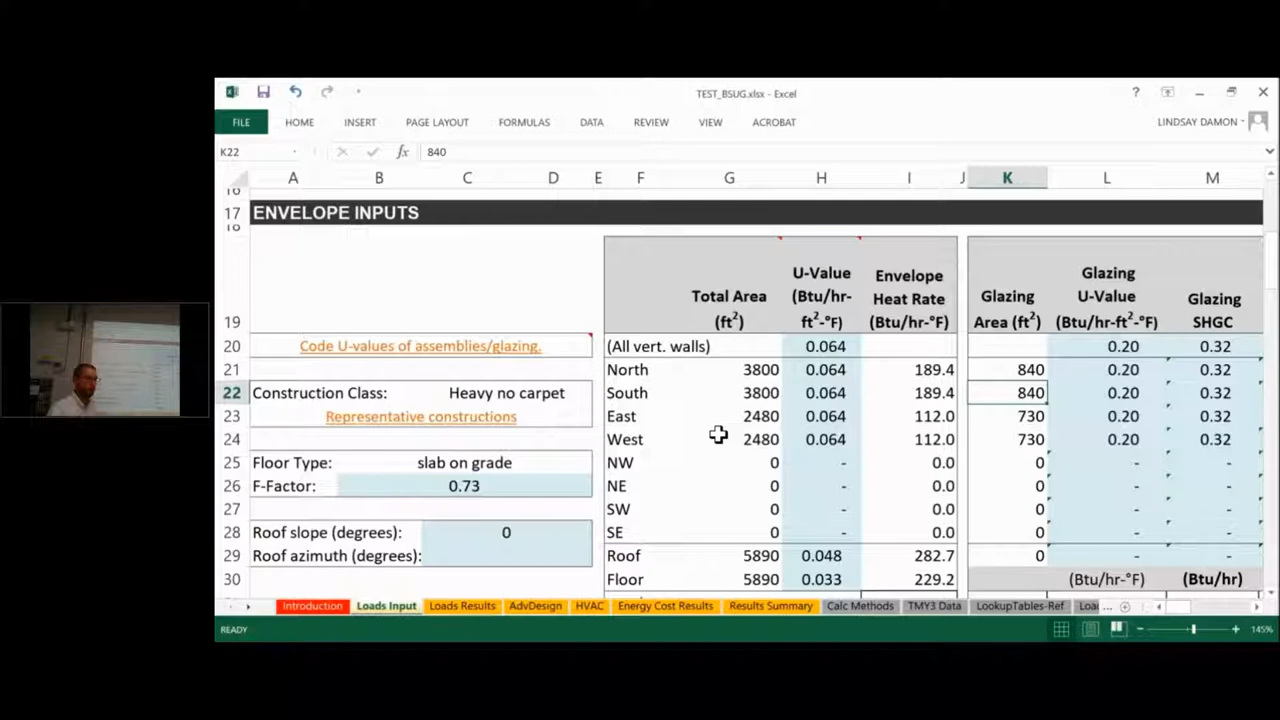 TEST_BSUG.xlsx - Excel
FILE HOME INSERT PAGE LAYOUT FORMULAS DATA REVIEW VIEW ACROBAT LINDSAY DAMON
K22 fx 840
A B C D E F G H I J K L M
16
17 ENVELOPE INPUTS
18
19 Total Area (ft²) U-Value (Btu/hr-ft²-°F) Envelope Heat Rate (Btu/hr-°F) Glazing Area (ft²) Glazing U-Value (Btu/hr-ft²-°F) Glazing SHGC
20 Code U-values of assemblies/glazing. (All vert. walls) 0.064 0.20 0.32
21 North 3800 0.064 189.4 840 0.20 0.32
22 Construction Class: Heavy no carpet South 3800 0.064 189.4 840 0.20 0.32
23 Representative constructions East 2480 0.064 112.0 730 0.20 0.32
24 West 2480 0.064 112.0 730 0.20 0.32
25 Floor Type: slab on grade NW 0 - 0.0 0 - -
26 F-Factor: 0.73 NE 0 - 0.0 0 - -
27 SW 0 - 0.0 0 - -
28 Roof slope (degrees): 0 SE 0 - 0.0 0 - -
29 Roof azimuth (degrees): Roof 5890 0.048 282.7 0 - -
30 Floor 5890 0.033 229.2 (Btu/hr-°F) (Btu/hr)
Introduction Loads Input Loads Results AdvDesign HVAC Energy Cost Results Results Summary Calc Methods TMY3 Data LookupTables-Ref Loa ...
READY 145%